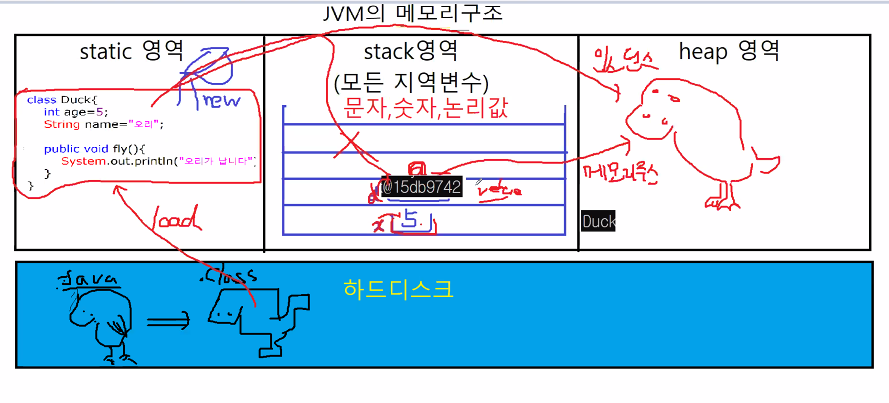 JVM의 메모리구조
static 영역
new
class Duck{
int age=5;
String name="오리";
public void fly(){
System.out.println("오리가 납니다"
}
}
load
stack영역
(모든 지역변수)
문자,숫자,논리값
@15db9742
x 5.
heap 영역
인스턴스
메모리주소
Duck
.java
.class
하드디스크